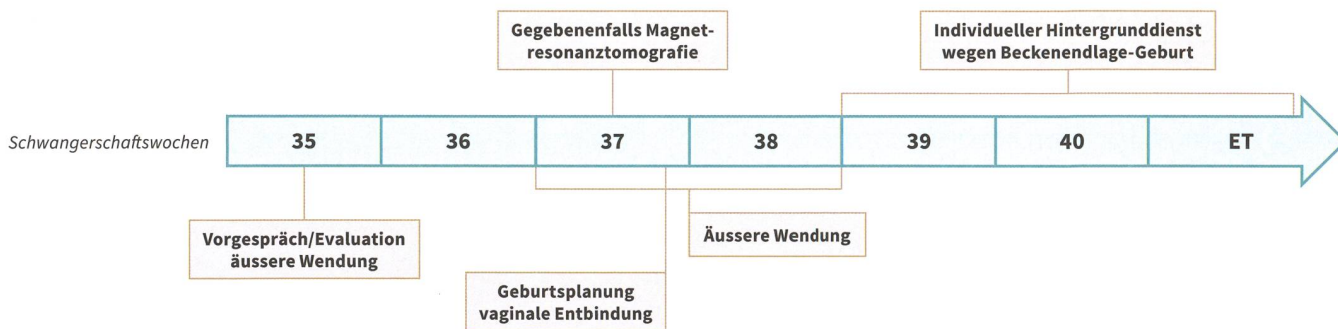 Gegebenenfalls Magnet-
resonanztomografie
Individueller Hintergrunddienst
wegen Beckenendlage-Geburt
Schwangerschaftswochen
35
36
37
38
39
40
ET
Vorgespräch/Evaluation
äussere Wendung
Äussere Wendung
Geburtsplanung
vaginale Entbindung